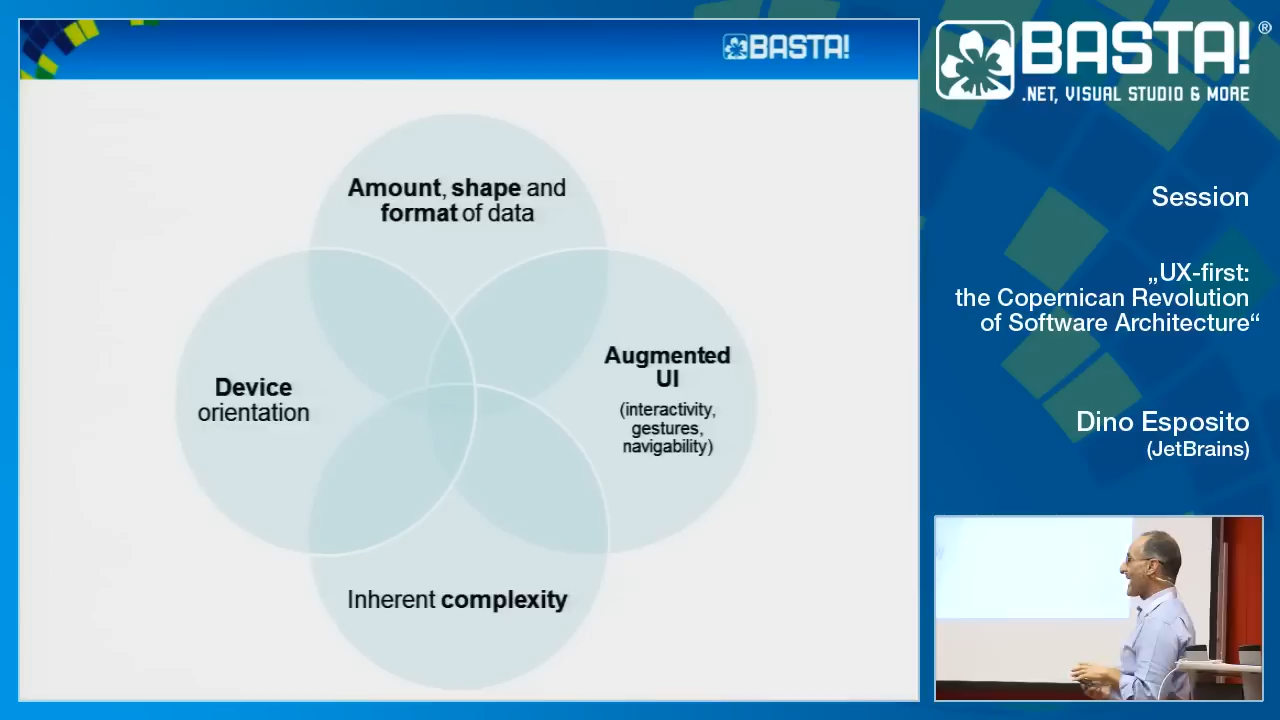 BASTA!
Amount, shape and
format of data
Device
orientation
Augmented
UI
(interactivity,
gestures,
navigability)
Inherent complexity
BASTA!®
.NET, VISUAL STUDIO & MORE
Session
„UX-first:
the Copernican Revolution
of Software Architecture“
Dino Esposito
(JetBrains)